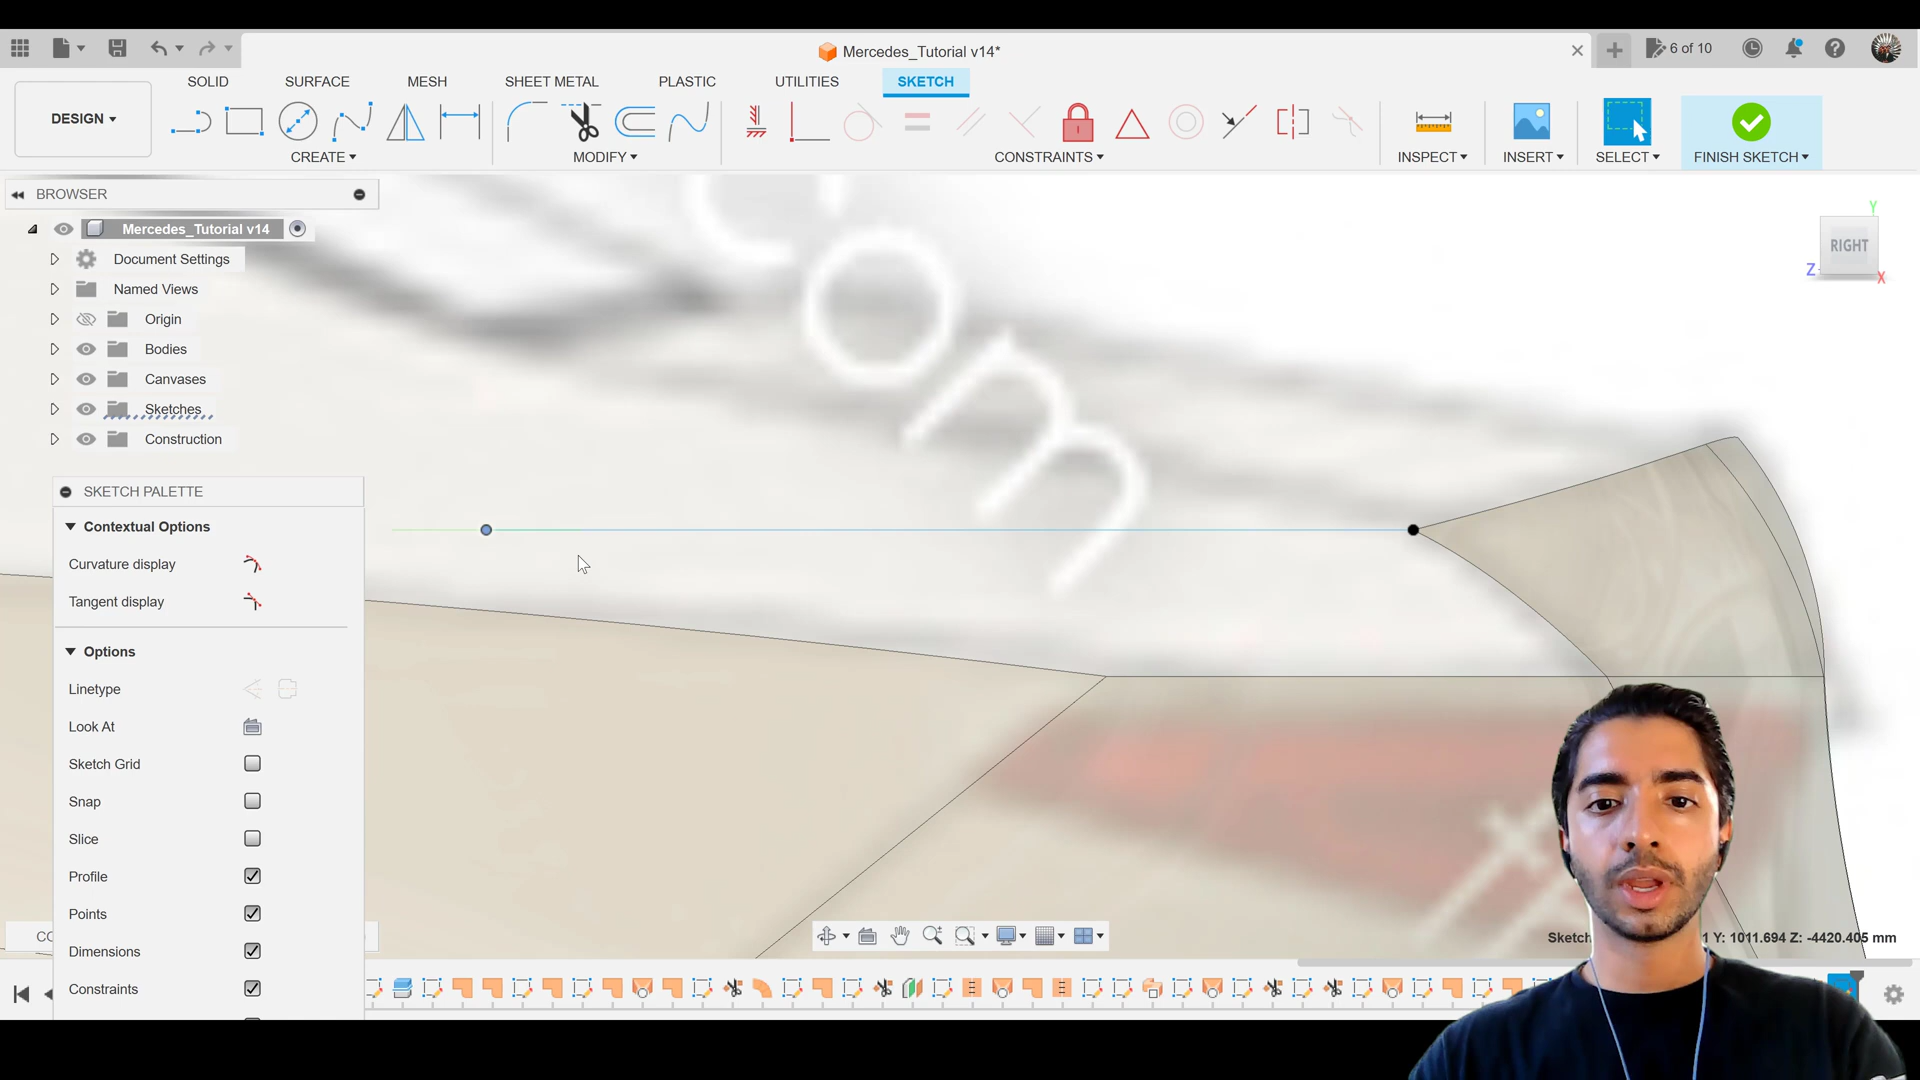 Mercedes_Tutorial v14*
6 of 10
DESIGN
SOLID
SURFACE
MESH
SHEET METAL
PLASTIC
UTILITIES
SKETCH
CREATE
MODIFY
CONSTRAINTS
INSPECT
INSERT
SELECT
FINISH SKETCH
BROWSER
Mercedes_Tutorial v14
Document Settings
Named Views
Origin
Bodies
Canvases
Sketches
Construction
SKETCH PALETTE
Contextual Options
Curvature display
Tangent display
Options
Linetype
Look At
Sketch Grid
Snap
Slice
Profile
Points
Dimensions
Constraints
com
Y
RIGHT
Z
X
CO
Sketch
1 Y: 1011.694 Z: -4420.405 mm